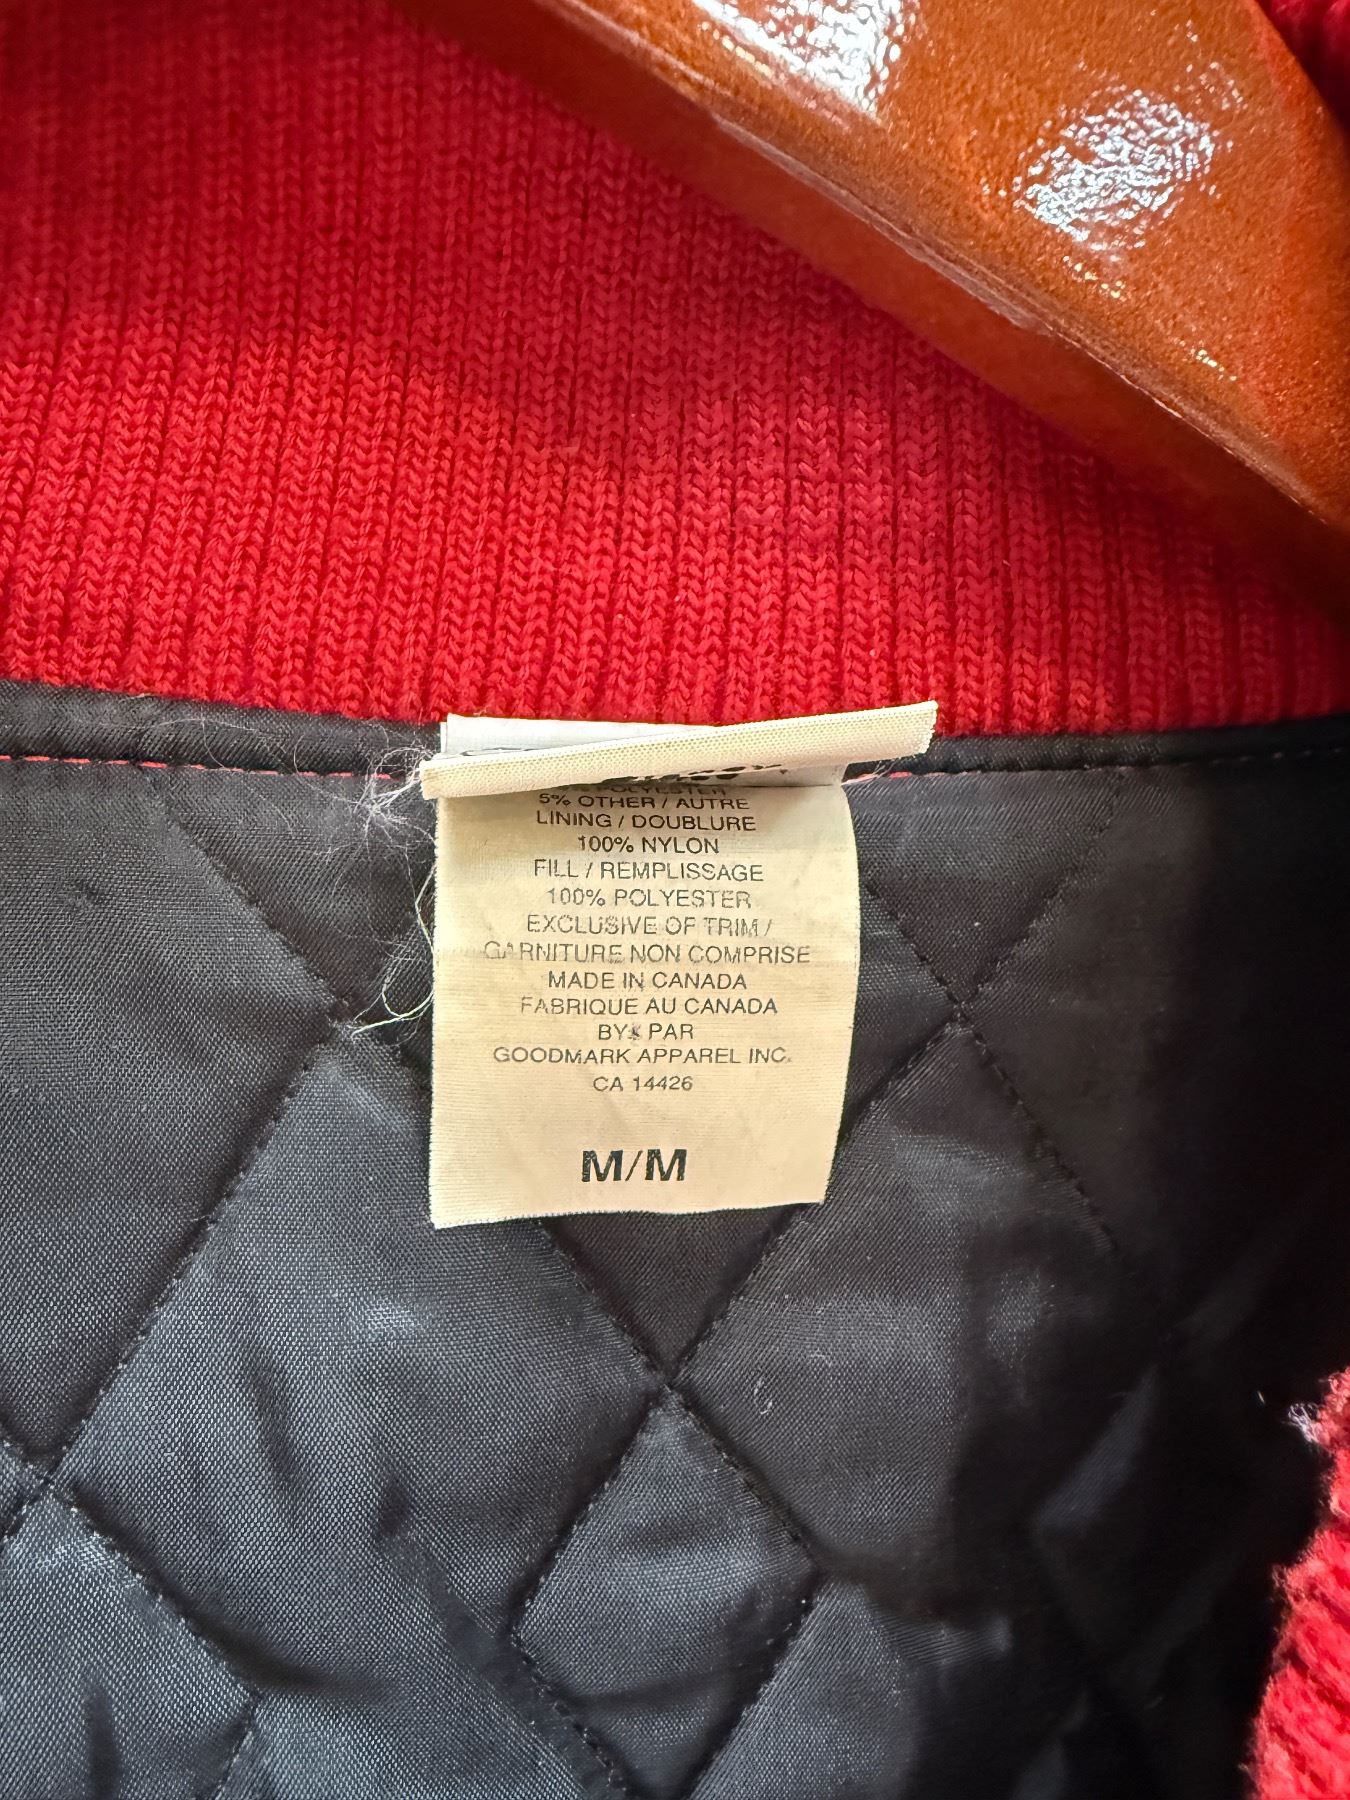 POLYESTER
5% OTHER / AUTRE
LINING / DOUBLURE
100% NYLON
FILL / REMPLISSAGE
100% POLYESTER
EXCLUSIVE OF TRIM /
GARNITURE NON COMPRISE
MADE IN CANADA
FABRIQUE AU CANADA
BY PAR
GOODMARK APPAREL INC.
CA 14426
M/M